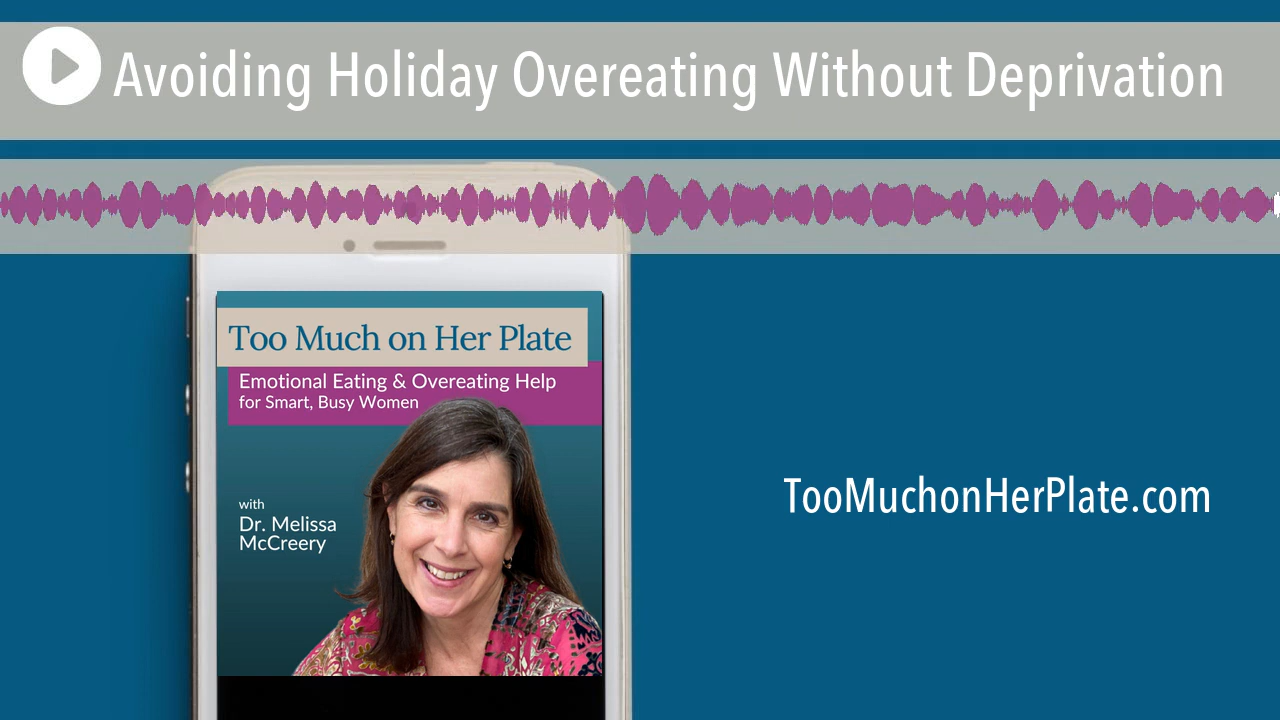 Avoiding Holiday Overeating Without Deprivation
Too Much on Her Plate
Emotional Eating & Overeating Help
for Smart, Busy Women
with
Dr. Melissa
McCreery
TooMuchonHerPlate.com